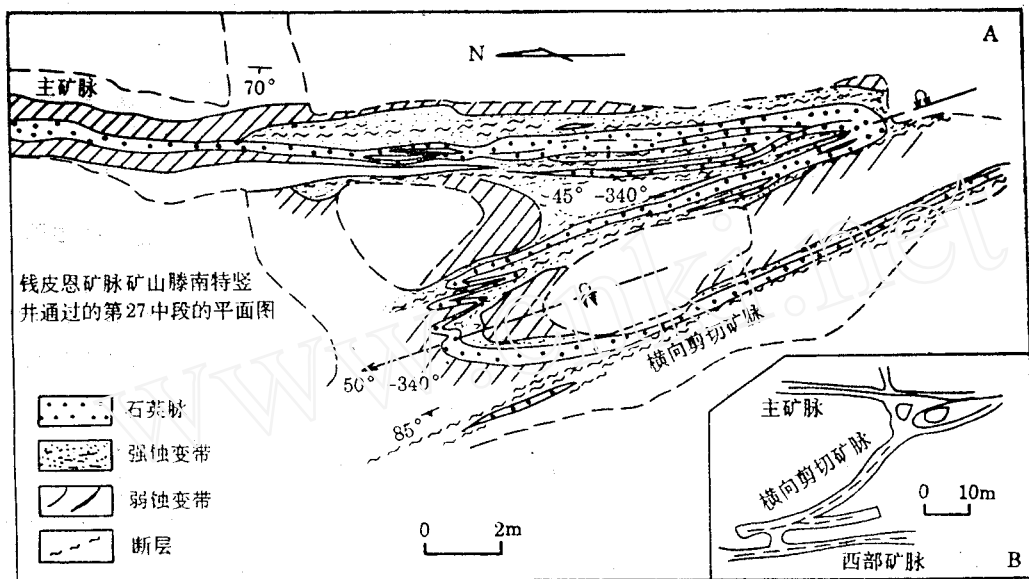 A
N
主矿脉
70°
45° -340°
钱皮恩矿脉矿山滕南特竖
井通过的第27中段的平面图
横向剪切矿脉
50° -340°
85°
石英脉
强蚀变带
弱蚀变带
断层
0 2m
主矿脉
横向剪切矿脉
0 10m
西部矿脉
B